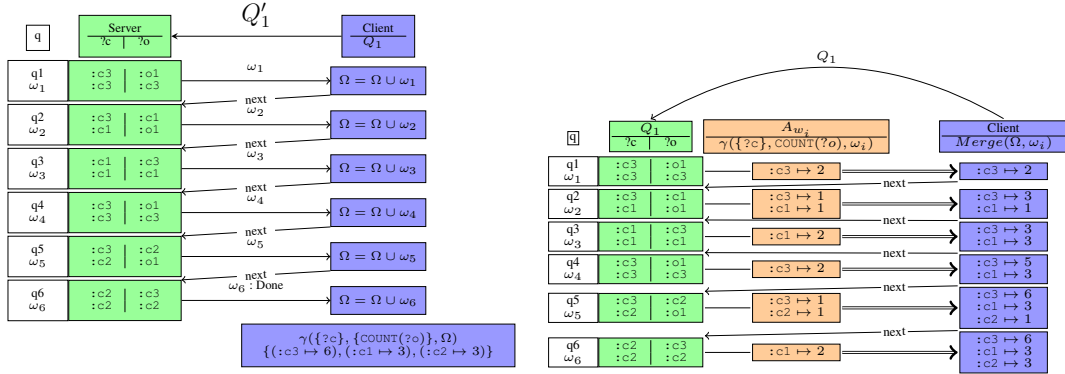 Q′₁
q
Server
?c | ?o
Client
Q₁
q1
ω₁
:c3 | :o1
:c3 | :c3
ω₁
Ω = Ω ∪ ω₁
next
q2
ω₂
:c3 | :c1
:c1 | :o1
ω₂
Ω = Ω ∪ ω₂
next
q3
ω₃
:c1 | :c3
:c1 | :c1
ω₃
Ω = Ω ∪ ω₃
next
q4
ω₄
:c3 | :o1
:c3 | :c3
ω₄
Ω = Ω ∪ ω₄
next
q5
ω₅
:c3 | :c2
:c2 | :o1
ω₅
Ω = Ω ∪ ω₅
next
q6
ω₆
:c2 | :c3
:c2 | :c2
ω₆ : Done
Ω = Ω ∪ ω₆
γ({?c}, {COUNT(?o)}, Ω)
{(:c3 ↦ 6), (:c1 ↦ 3), (:c2 ↦ 3)}
Q₁
q
Q₁
?c | ?o
A_{w_i}
γ({?c}, COUNT(?o), ω_i)
Client
Merge(Ω, ω_i)
q1
ω₁
:c3 | :o1
:c3 | :c3
:c3 ↦ 2
:c3 ↦ 2
next
q2
ω₂
:c3 | :c1
:c1 | :o1
:c3 ↦ 1
:c1 ↦ 1
:c3 ↦ 3
:c1 ↦ 1
next
q3
ω₃
:c1 | :c3
:c1 | :c1
:c1 ↦ 2
:c3 ↦ 3
:c1 ↦ 3
next
q4
ω₄
:c3 | :o1
:c3 | :c3
:c3 ↦ 2
:c3 ↦ 5
:c1 ↦ 3
next
q5
ω₅
:c3 | :c2
:c2 | :o1
:c3 ↦ 1
:c2 ↦ 1
:c3 ↦ 6
:c1 ↦ 3
:c2 ↦ 1
next
q6
ω₆
:c2 | :c3
:c2 | :c2
:c1 ↦ 2
:c3 ↦ 6
:c1 ↦ 3
:c2 ↦ 3